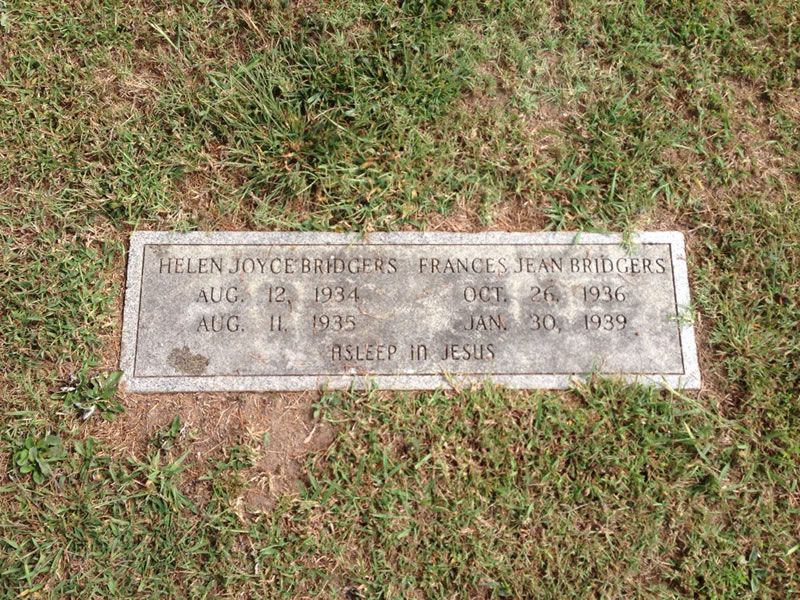 HELEN JOYCE BRIDGERS FRANCES JEAN BRIDGERS
AUG. 12, 1934 OCT. 26, 1936
AUG. 11, 1935 JAN. 30, 1939
ASLEEP IN JESUS